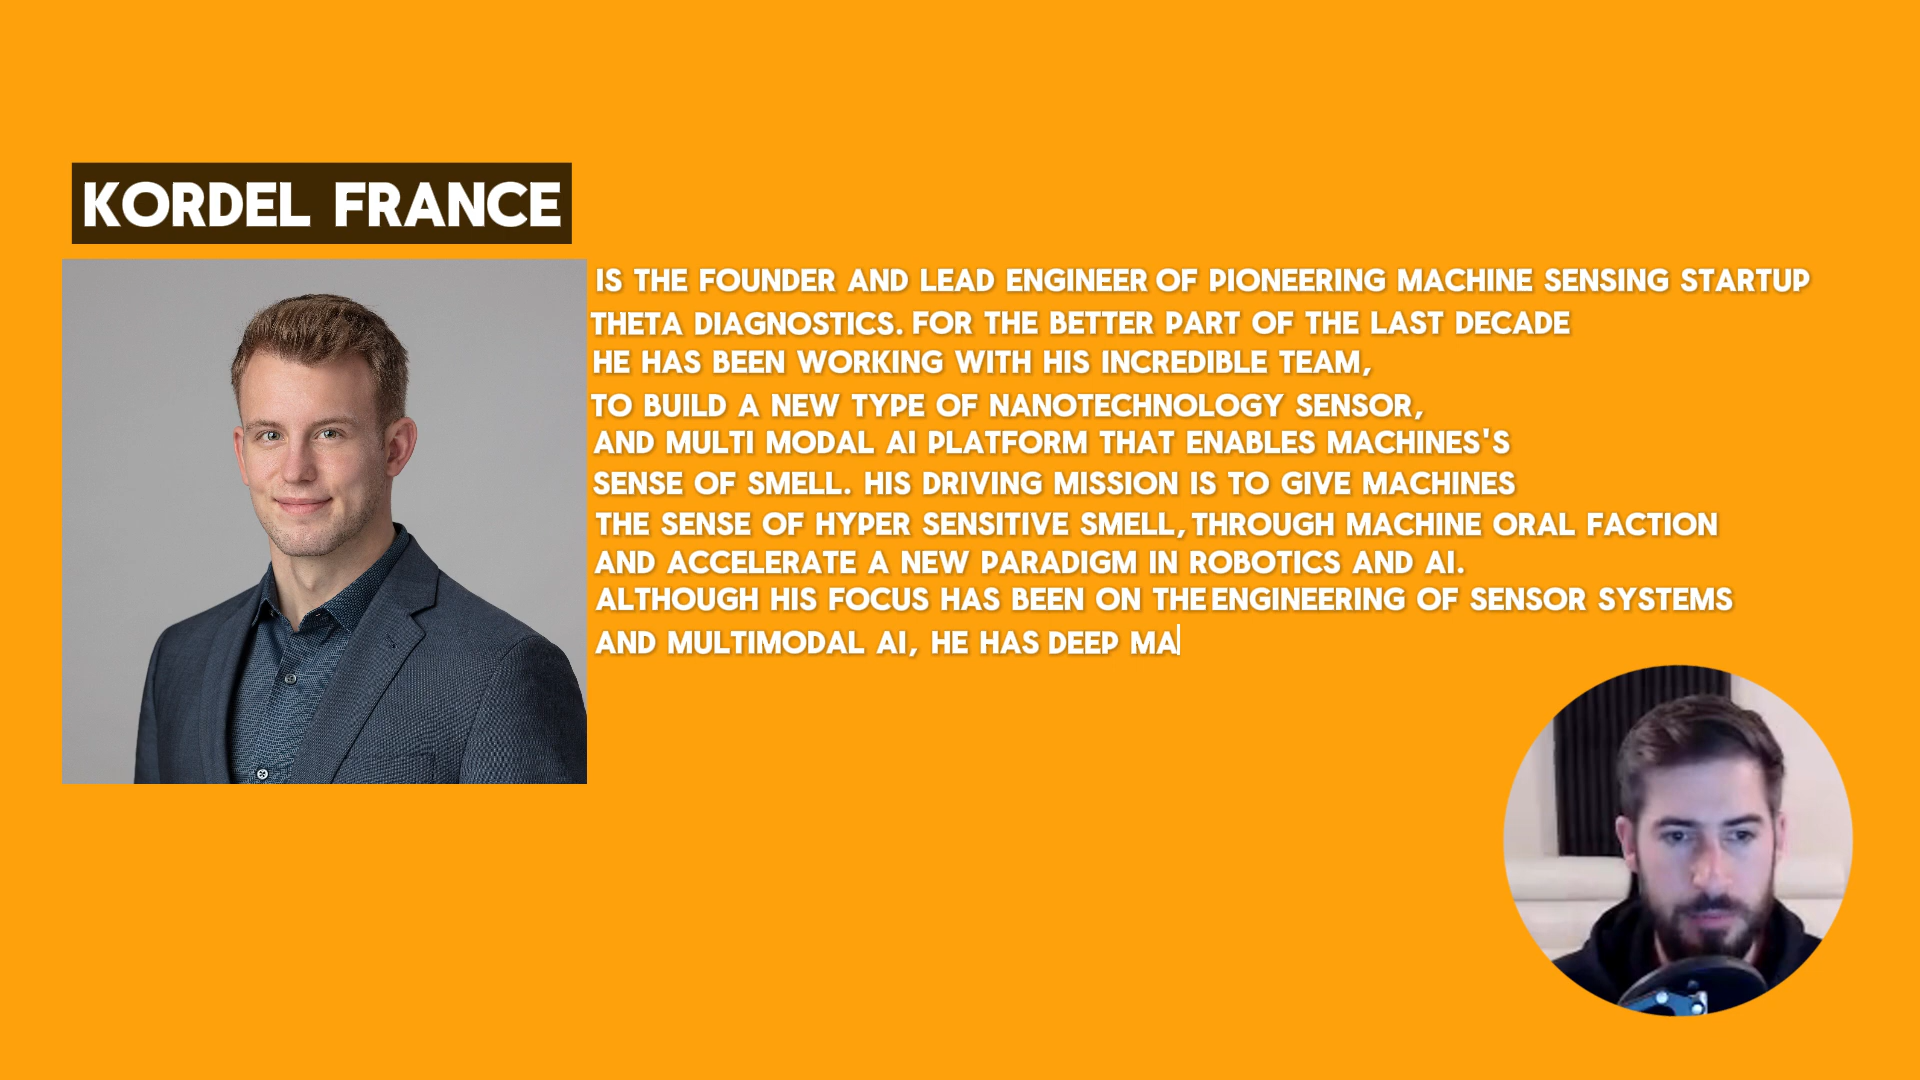 KORDEL FRANCE
IS THE FOUNDER AND LEAD ENGINEER OF PIONEERING MACHINE SENSING STARTUP
THETA DIAGNOSTICS. FOR THE BETTER PART OF THE LAST DECADE
HE HAS BEEN WORKING WITH HIS INCREDIBLE TEAM,
TO BUILD A NEW TYPE OF NANOTECHNOLOGY SENSOR,
AND MULTI MODAL AI PLATFORM THAT ENABLES MACHINES'S
SENSE OF SMELL. HIS DRIVING MISSION IS TO GIVE MACHINES
THE SENSE OF HYPER SENSITIVE SMELL, THROUGH MACHINE ORAL FACTION
AND ACCELERATE A NEW PARADIGM IN ROBOTICS AND AI.
ALTHOUGH HIS FOCUS HAS BEEN ON THE ENGINEERING OF SENSOR SYSTEMS
AND MULTIMODAL AI, HE HAS DEEP MA